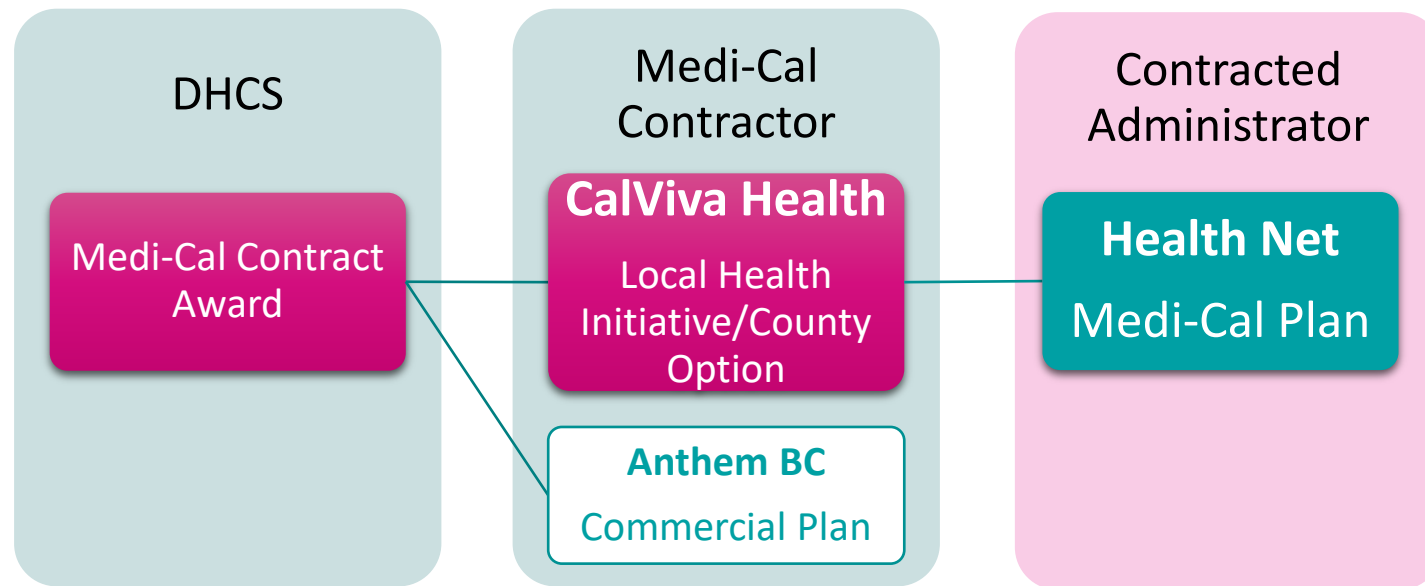 DHCS
Medi-Cal Contract
Award
Medi-Cal
Contractor
CalViva Health
Local Health
Initiative/County
Option
Anthem BC
Commercial Plan
Contracted
Administrator
Health Net
Medi-Cal Plan